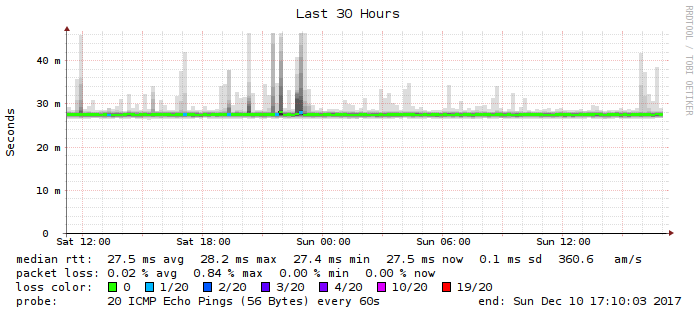 Last 30 Hours
RRDTOOL / TOBI OETIKER
Seconds
40 m
30 m
20 m
10 m
0
Sat 12:00 Sat 18:00 Sun 00:00 Sun 06:00 Sun 12:00
median rtt: 27.5 ms avg 28.2 ms max 27.4 ms min 27.5 ms now 0.1 ms sd 360.6 am/s
packet loss: 0.02 % avg 0.84 % max 0.00 % min 0.00 % now
loss color: 0 1/20 2/20 3/20 4/20 10/20 19/20
probe: 20 ICMP Echo Pings (56 Bytes) every 60s end: Sun Dec 10 17:10:03 2017